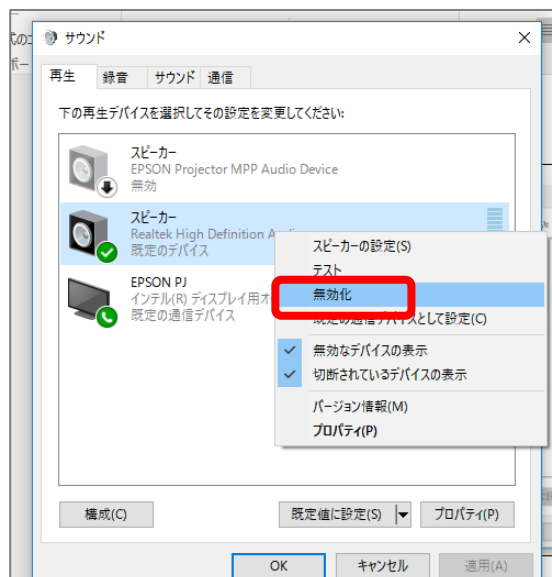 サウンド
再生 録音 サウンド 通信
下の再生デバイスを選択してその設定を変更してください:
スピーカー
EPSON Projector MPP Audio Device
無効
スピーカー
Realtek High Definition
既定のデバイス
EPSON PJ
インテル(R) ディスプレイ用
既定の通信デバイス
スピーカーの設定(S)
テスト
無効化
既定の通信デバイスとして設定(C)
無効なデバイスの表示
切断されているデバイスの表示
バージョン情報(M)
プロパティ(P)
構成(C) 既定値に設定(S) プロパティ(P)
OK キャンセル 適用(A)